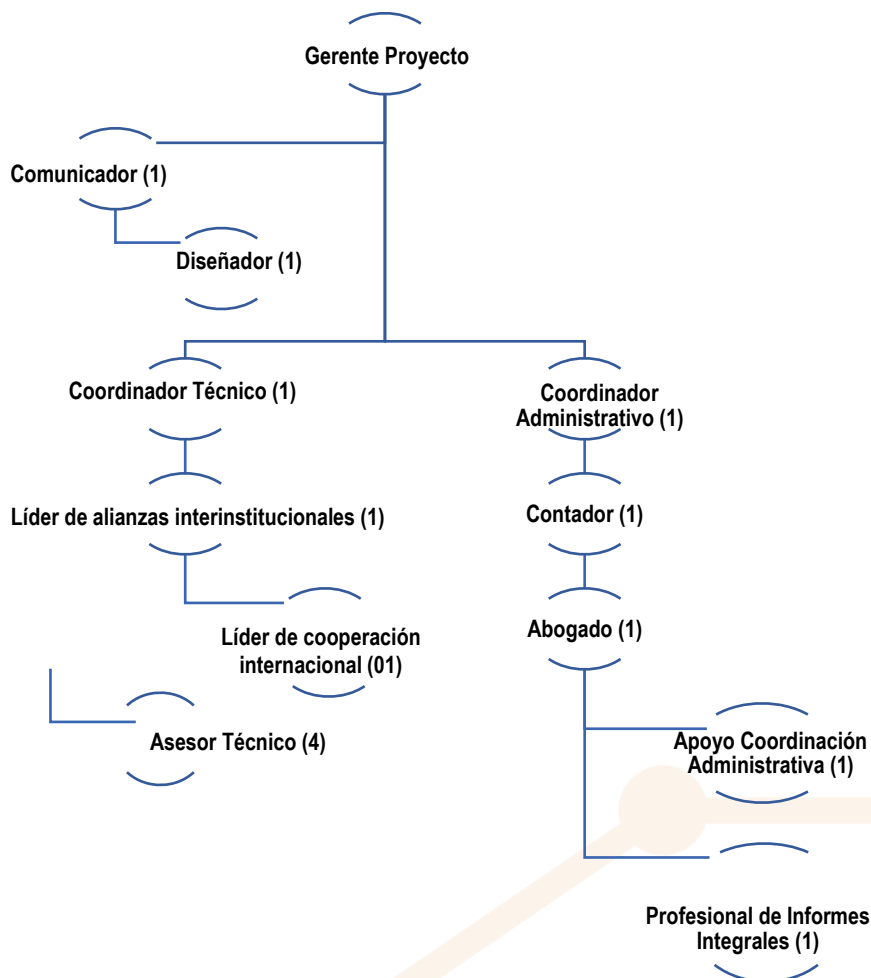 Gerente Proyecto
Comunicador (1)
Diseñador (1)
Coordinador Técnico (1)
Coordinador
Administrativo (1)
Líder de alianzas interinstitucionales (1)
Contador (1)
Líder de cooperación
internacional (01)
Abogado (1)
Asesor Técnico (4)
Apoyo Coordinación
Administrativa (1)
Profesional de Informes
Integrales (1)